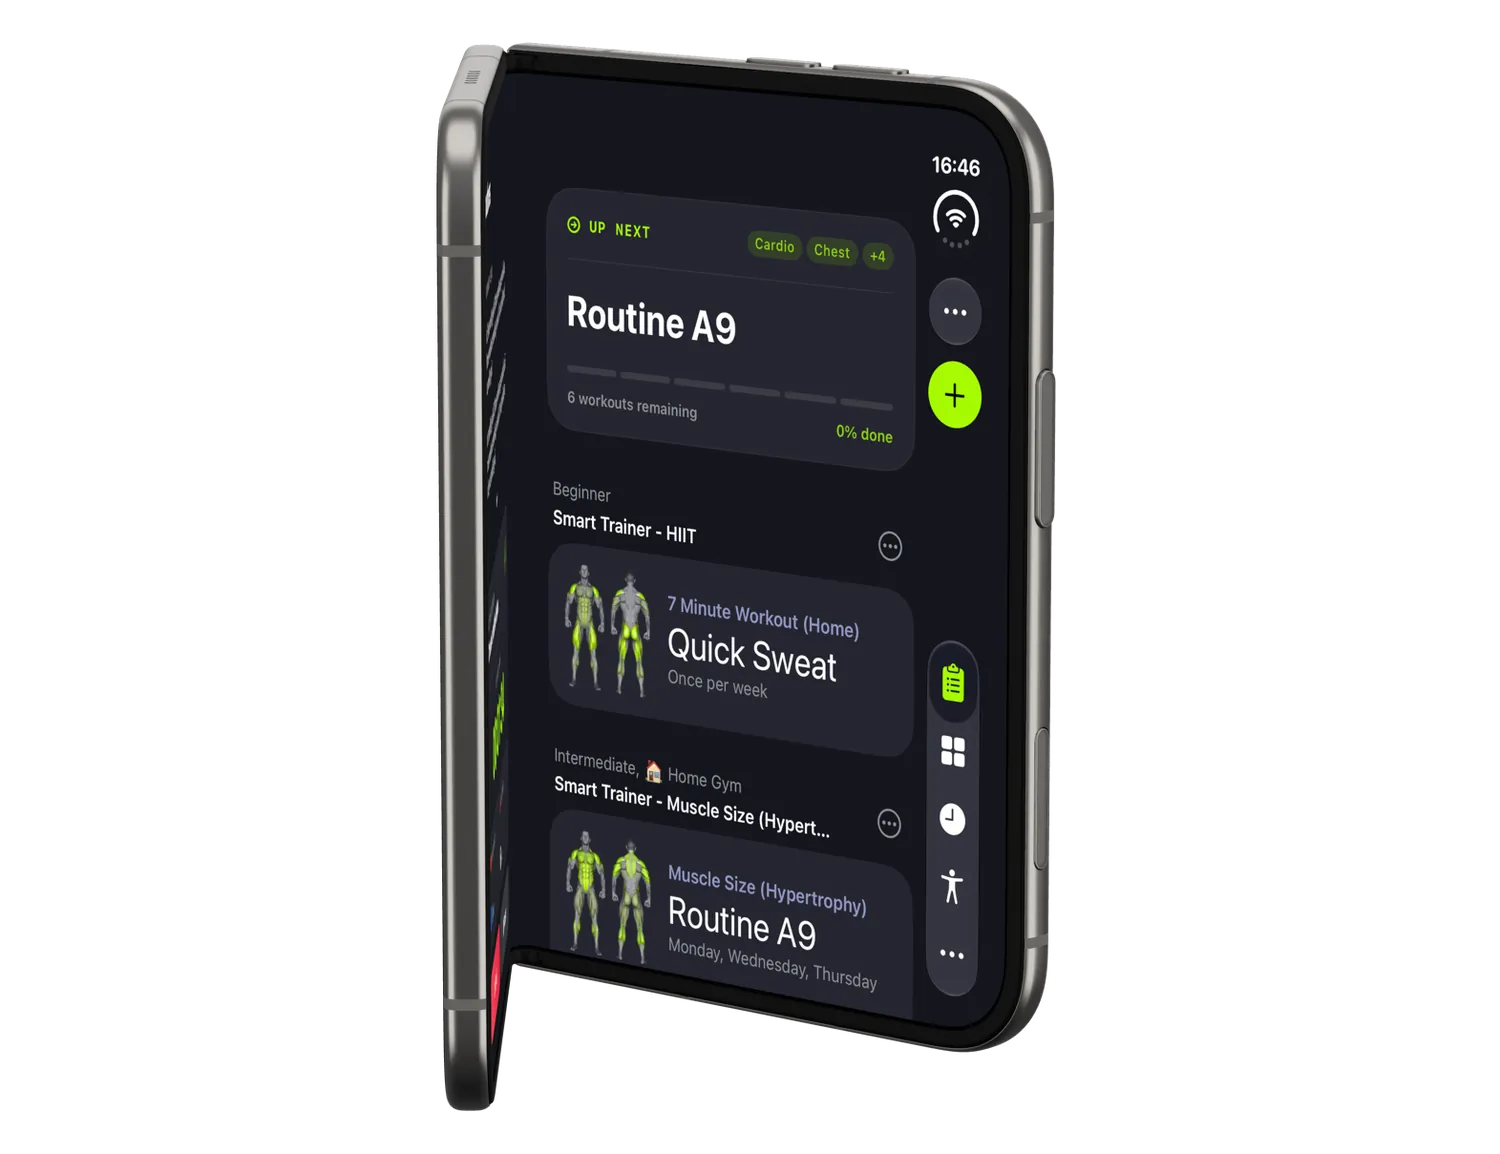 16:46
UP NEXT
Cardio
Chest
+4
Routine A9
6 workouts remaining
0% done
Beginner
Smart Trainer - HIIT
7 Minute Workout (Home)
Quick Sweat
Once per week
Intermediate, 🏠 Home Gym
Smart Trainer - Muscle Size (Hypert...
Muscle Size (Hypertrophy)
Routine A9
Monday, Wednesday, Thursday